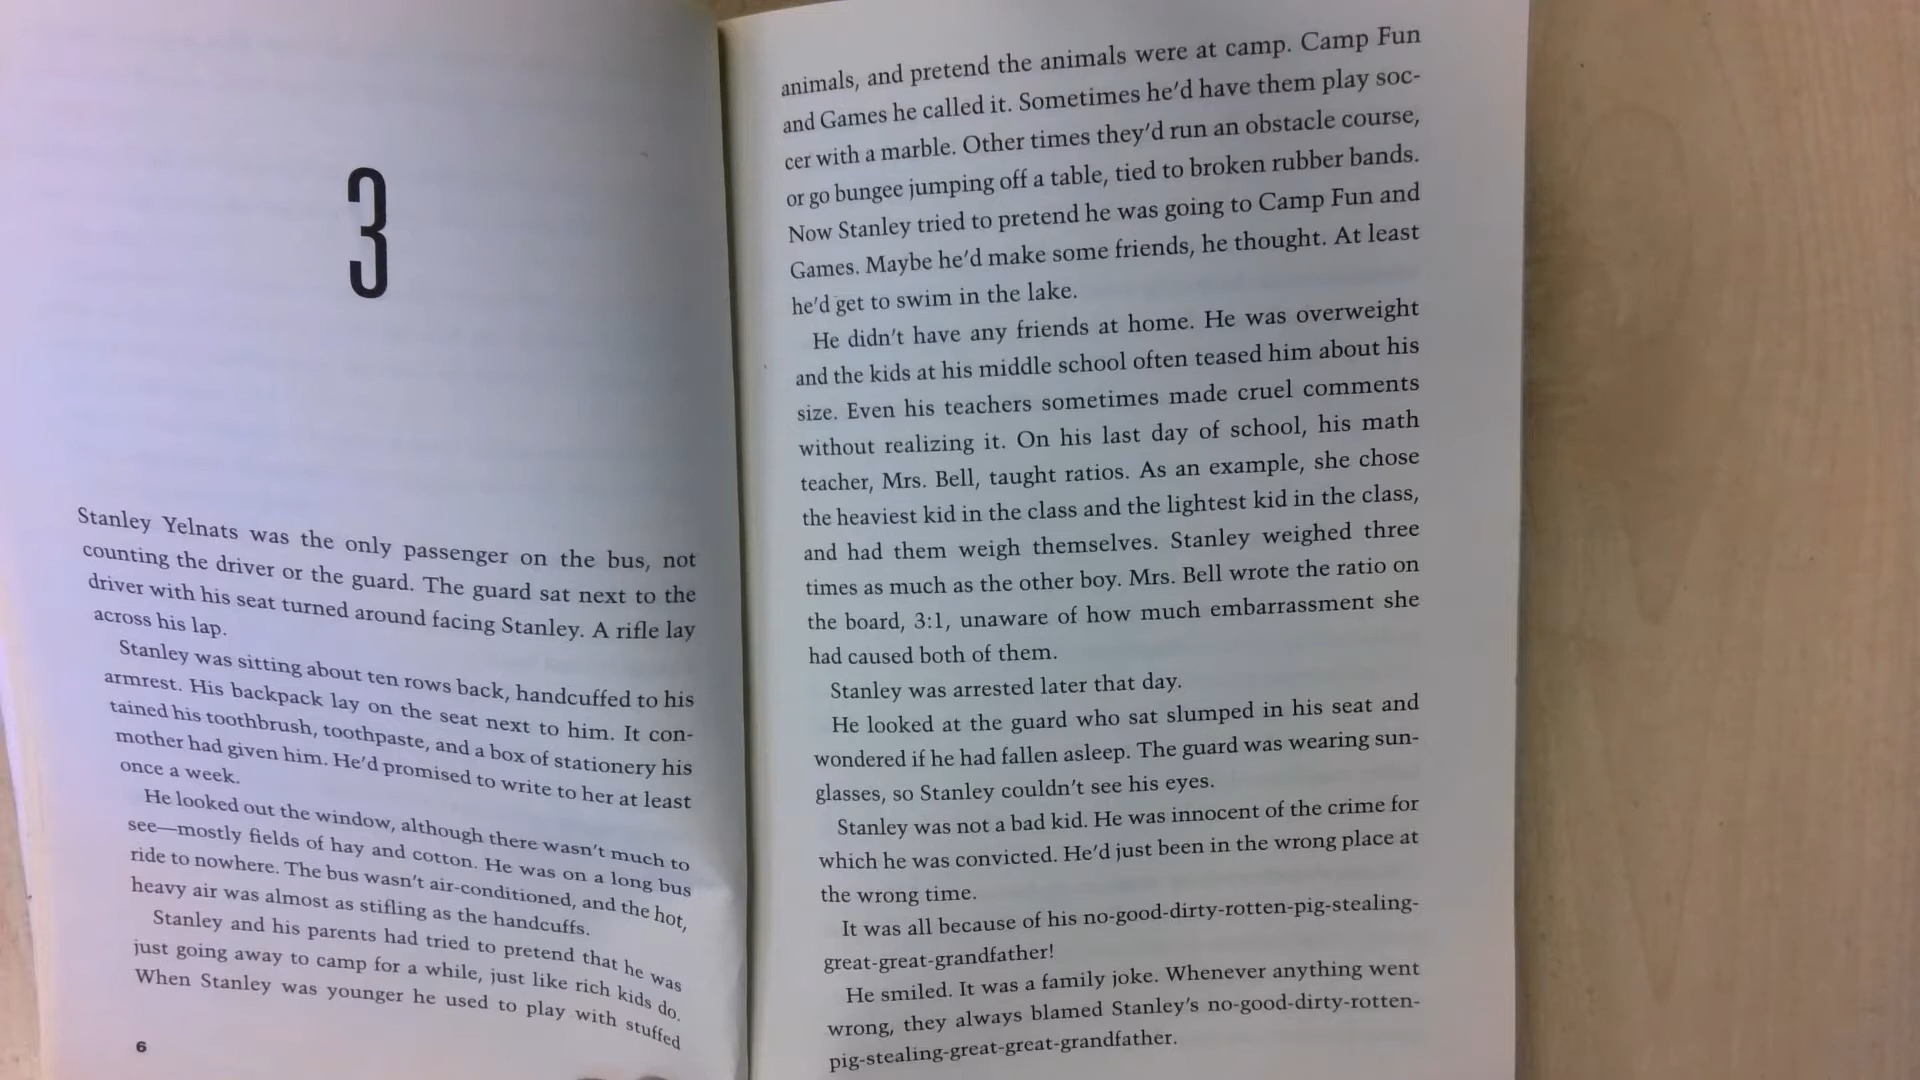 3
Stanley Yelnats was the only passenger on the bus, not
counting the driver or the guard. The guard sat next to the
driver with his seat turned around facing Stanley. A rifle lay
across his lap.
Stanley was sitting about ten rows back, handcuffed to his
armrest. His backpack lay on the seat next to him. It con-
tained his toothbrush, toothpaste, and a box of stationery his
mother had given him. He'd promised to write to her at least
once a week.
He looked out the window, although there wasn't much to
see—mostly fields of hay and cotton. He was on a long bus
ride to nowhere. The bus wasn't air-conditioned, and the hot,
heavy air was almost as stifling as the handcuffs.
Stanley and his parents had tried to pretend that he was
just going away to camp for a while, just like rich kids do.
When Stanley was younger he used to play with stuffed
6
animals, and pretend the animals were at camp. Camp Fun
and Games he called it. Sometimes he'd have them play soc-
cer with a marble. Other times they'd run an obstacle course,
or go bungee jumping off a table, tied to broken rubber bands.
Now Stanley tried to pretend he was going to Camp Fun and
Games. Maybe he'd make some friends, he thought. At least
he'd get to swim in the lake.
He didn't have any friends at home. He was overweight
and the kids at his middle school often teased him about his
size. Even his teachers sometimes made cruel comments
without realizing it. On his last day of school, his math
teacher, Mrs. Bell, taught ratios. As an example, she chose
the heaviest kid in the class and the lightest kid in the class,
and had them weigh themselves. Stanley weighed three
times as much as the other boy. Mrs. Bell wrote the ratio on
the board, 3:1, unaware of how much embarrassment she
had caused both of them.
Stanley was arrested later that day.
He looked at the guard who sat slumped in his seat and
wondered if he had fallen asleep. The guard was wearing sun-
glasses, so Stanley couldn't see his eyes.
Stanley was not a bad kid. He was innocent of the crime for
which he was convicted. He'd just been in the wrong place at
the wrong time.
It was all because of his no-good-dirty-rotten-pig-stealing-
great-great-grandfather!
He smiled. It was a family joke. Whenever anything went
wrong, they always blamed Stanley's no-good-dirty-rotten-
pig-stealing-great-great-grandfather.